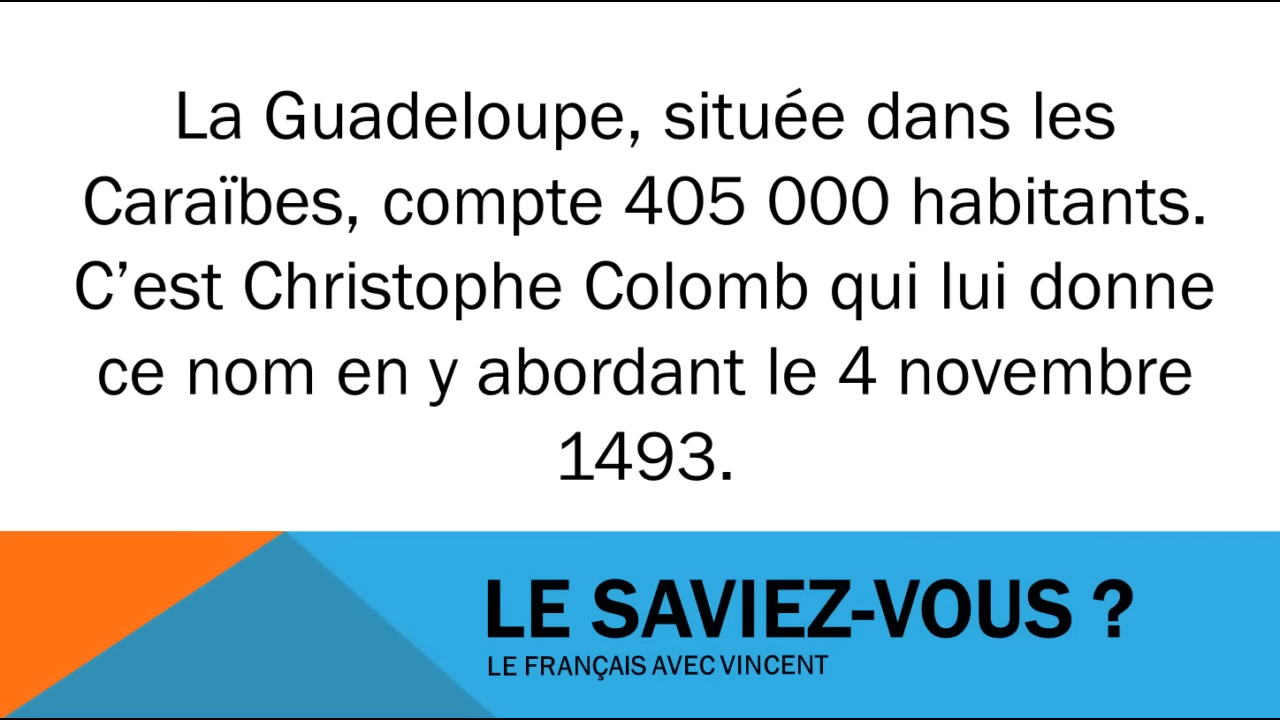 La Guadeloupe, située dans les
Caraïbes, compte 405 000 habitants.
C’est Christophe Colomb qui lui donne
ce nom en y abordant le 4 novembre
1493.
LE SAVIEZ-VOUS ?
LE FRANÇAIS AVEC VINCENT